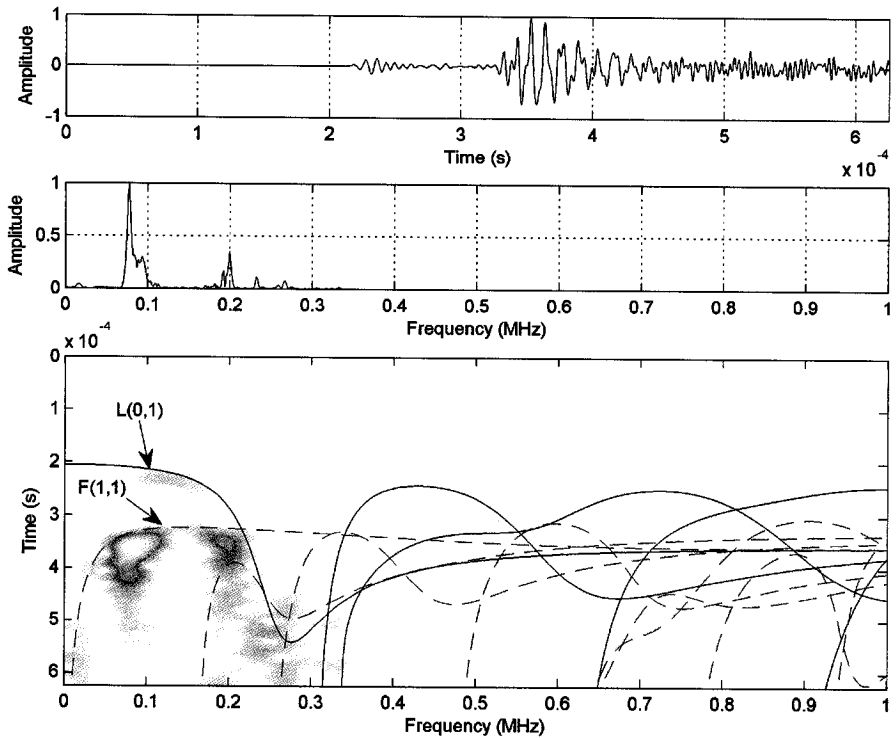 1
0
-1
Amplitude
0 1 2 3 4 5 6
Time (s)
x 10⁻⁴
1
0.5
0
Amplitude
0 0.1 0.2 0.3 0.4 0.5 0.6 0.7 0.8 0.9 1
Frequency (MHz)
x 10⁻⁴
0
1
2
3
4
5
6
Time (s)
L(0,1)
F(1,1)
0 0.1 0.2 0.3 0.4 0.5 0.6 0.7 0.8 0.9 1
Frequency (MHz)